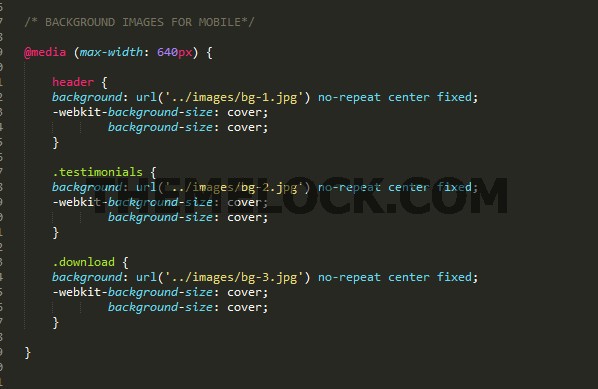 /* BACKGROUND IMAGES FOR MOBILE*/
@media (max-width: 640px) {
header {
background: url('../images/bg-1.jpg') no-repeat center fixed;
-webkit-background-size: cover;
background-size: cover;
}
.testimonials {
background: url('../images/bg-2.jpg') no-repeat center fixed;
-webkit-background-size: cover;
background-size: cover;
}
THEMELOCK.COM
.download {
background: url('../images/bg-3.jpg') no-repeat center fixed;
-webkit-background-size: cover;
background-size: cover;
}
}